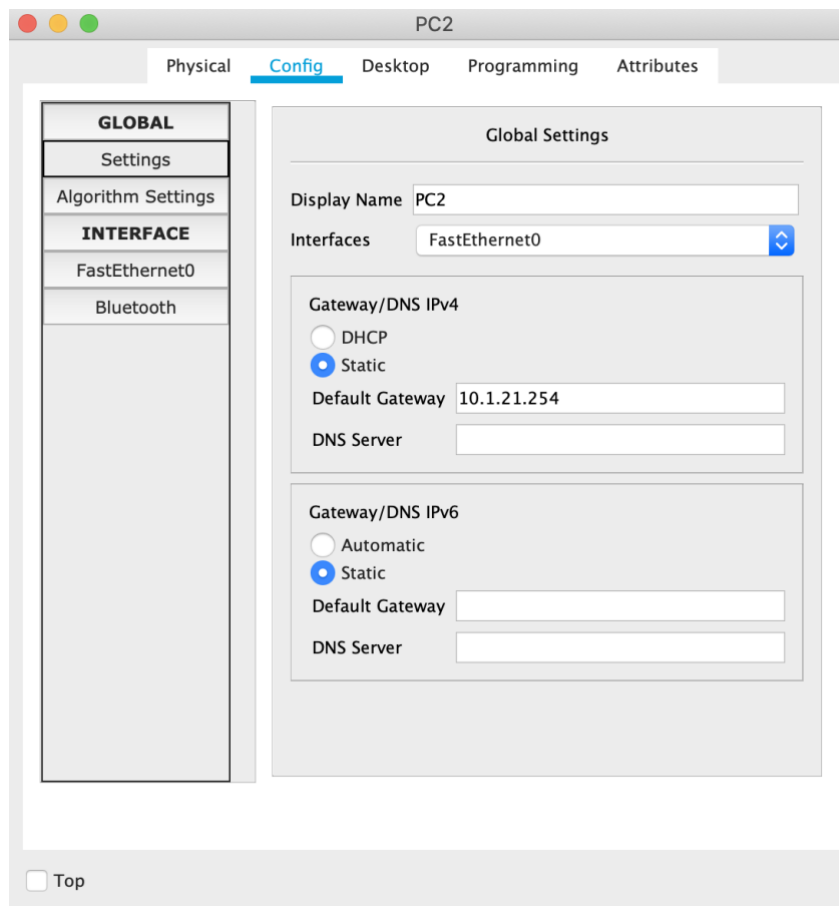 PC2
Physical Config Desktop Programming Attributes
GLOBAL
Settings
Algorithm Settings
INTERFACE
FastEthernet0
Bluetooth
Global Settings
Display Name PC2
Interfaces FastEthernet0
Gateway/DNS IPv4
DHCP
Static
Default Gateway 10.1.21.254
DNS Server
Gateway/DNS IPv6
Automatic
Static
Default Gateway
DNS Server
Top